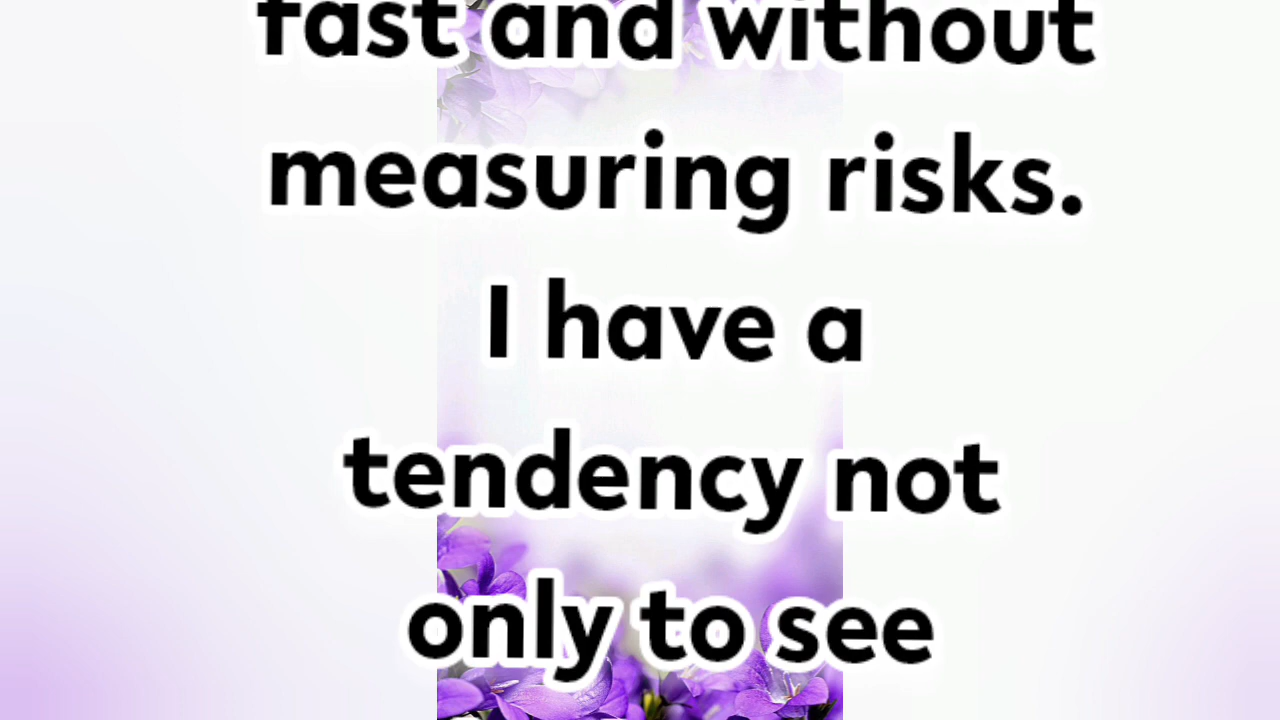 fast and without
measuring risks.
I have a
tendency not
only to see